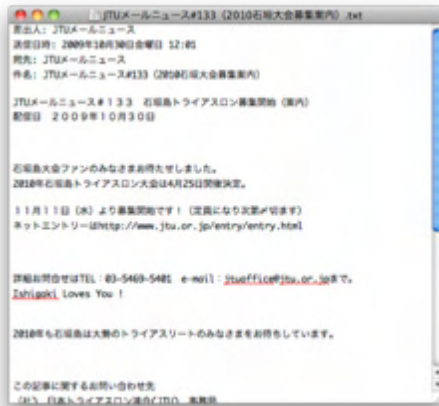 JTUメールニュース#133（2010石垣大会募集案内）.txt
差出人: JTUメールニュース
送信日時: 2009年10月30日金曜日 12:01
宛先: JTUメールニュース
件名: JTUメールニュース#133（2010石垣大会募集案内）
JTUメールニュース＃１３３　石垣島トライアスロン募集開始（案内）
配信日　２００９年１０月３０日
石垣島大会ファンのみなさまお待たせしました。
2010年石垣島トライアスロン大会は4月25日開催決定。
１１月１１日（水）より募集開始です！（定員になり次第〆切ます）
ネットエントリーはhttp://www.jtu.or.jp/entry/entry.html
詳細お問合せはTEL：03-5469-5401　e-mail：jtuoffice@jtu.or.jpまで。
Ishigaki Loves You !
2010年も石垣島は大勢のトライアスリートのみなさまをお待ちしています。
この記事に関するお問い合わせ先
（社）日本トライアスロン連合(JTU)　事務局